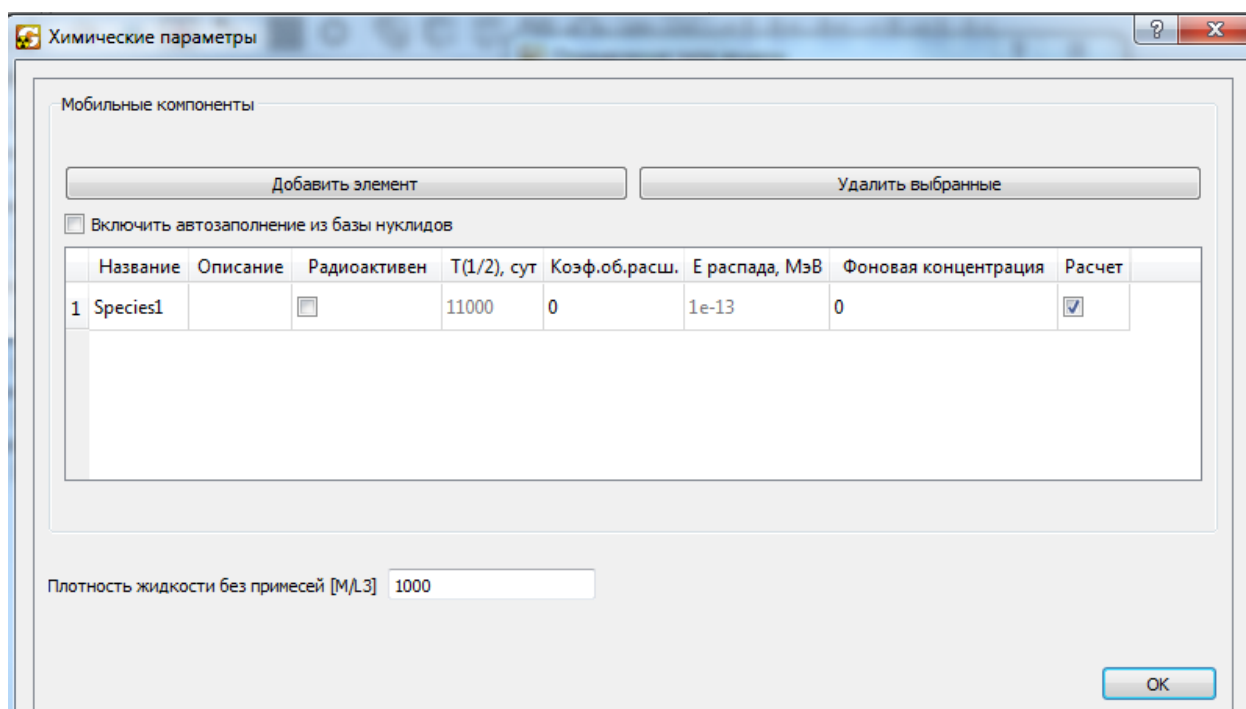 Химические параметры
Мобильные компоненты
Добавить элемент Удалить выбранные
Включить автозаполнение из базы нуклидов
Название Описание Радиоактивен T(1/2), сут Коэф.об.расш. E распада, МэВ Фоновая концентрация Расчет
1 Species1 11000 0 1e-13 0
Плотность жидкости без примесей [M/L3] 1000
OK